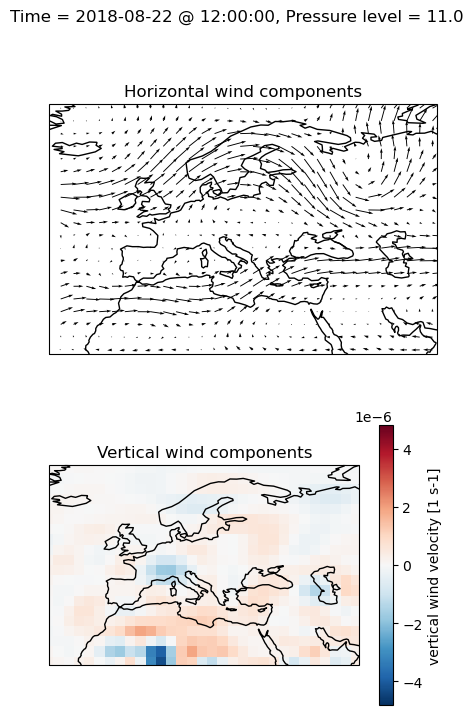 Time = 2018-08-22 @ 12:00:00, Pressure level = 11.0
Horizontal wind components
Vertical wind components
1e−6
4
2
0
−2
−4
vertical wind velocity [1 s-1]